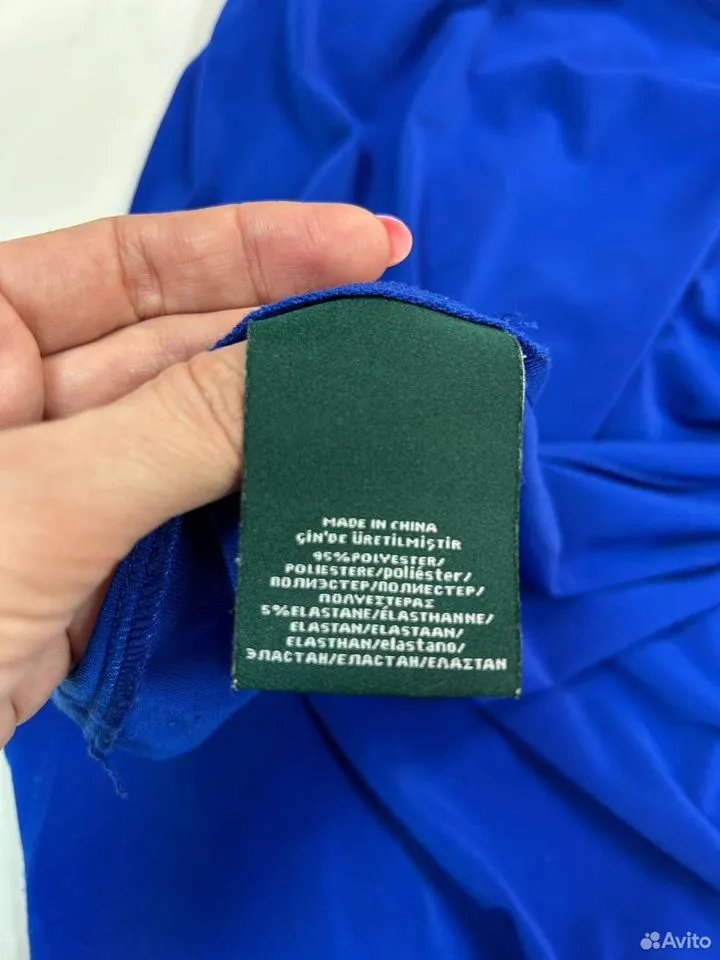 MADE IN CHINA
ÇİN'DE ÜRETİLMİŞTİR
95%POLYESTER/
POLIESTERE/poliéster/
ПОЛИЭСТЕР/ПОЛИЕСТЕР/
ΠΟΛΥΕΣΤΕΡΑΣ
5%ELASTANE/ÉLASTHANNE/
ELASTAN/ELASTAAN/
ELASTHAN/elastano/
ЭЛАСТАН/ЕЛАСТАН/ΕΛΑΣΤΑΝ
Avito